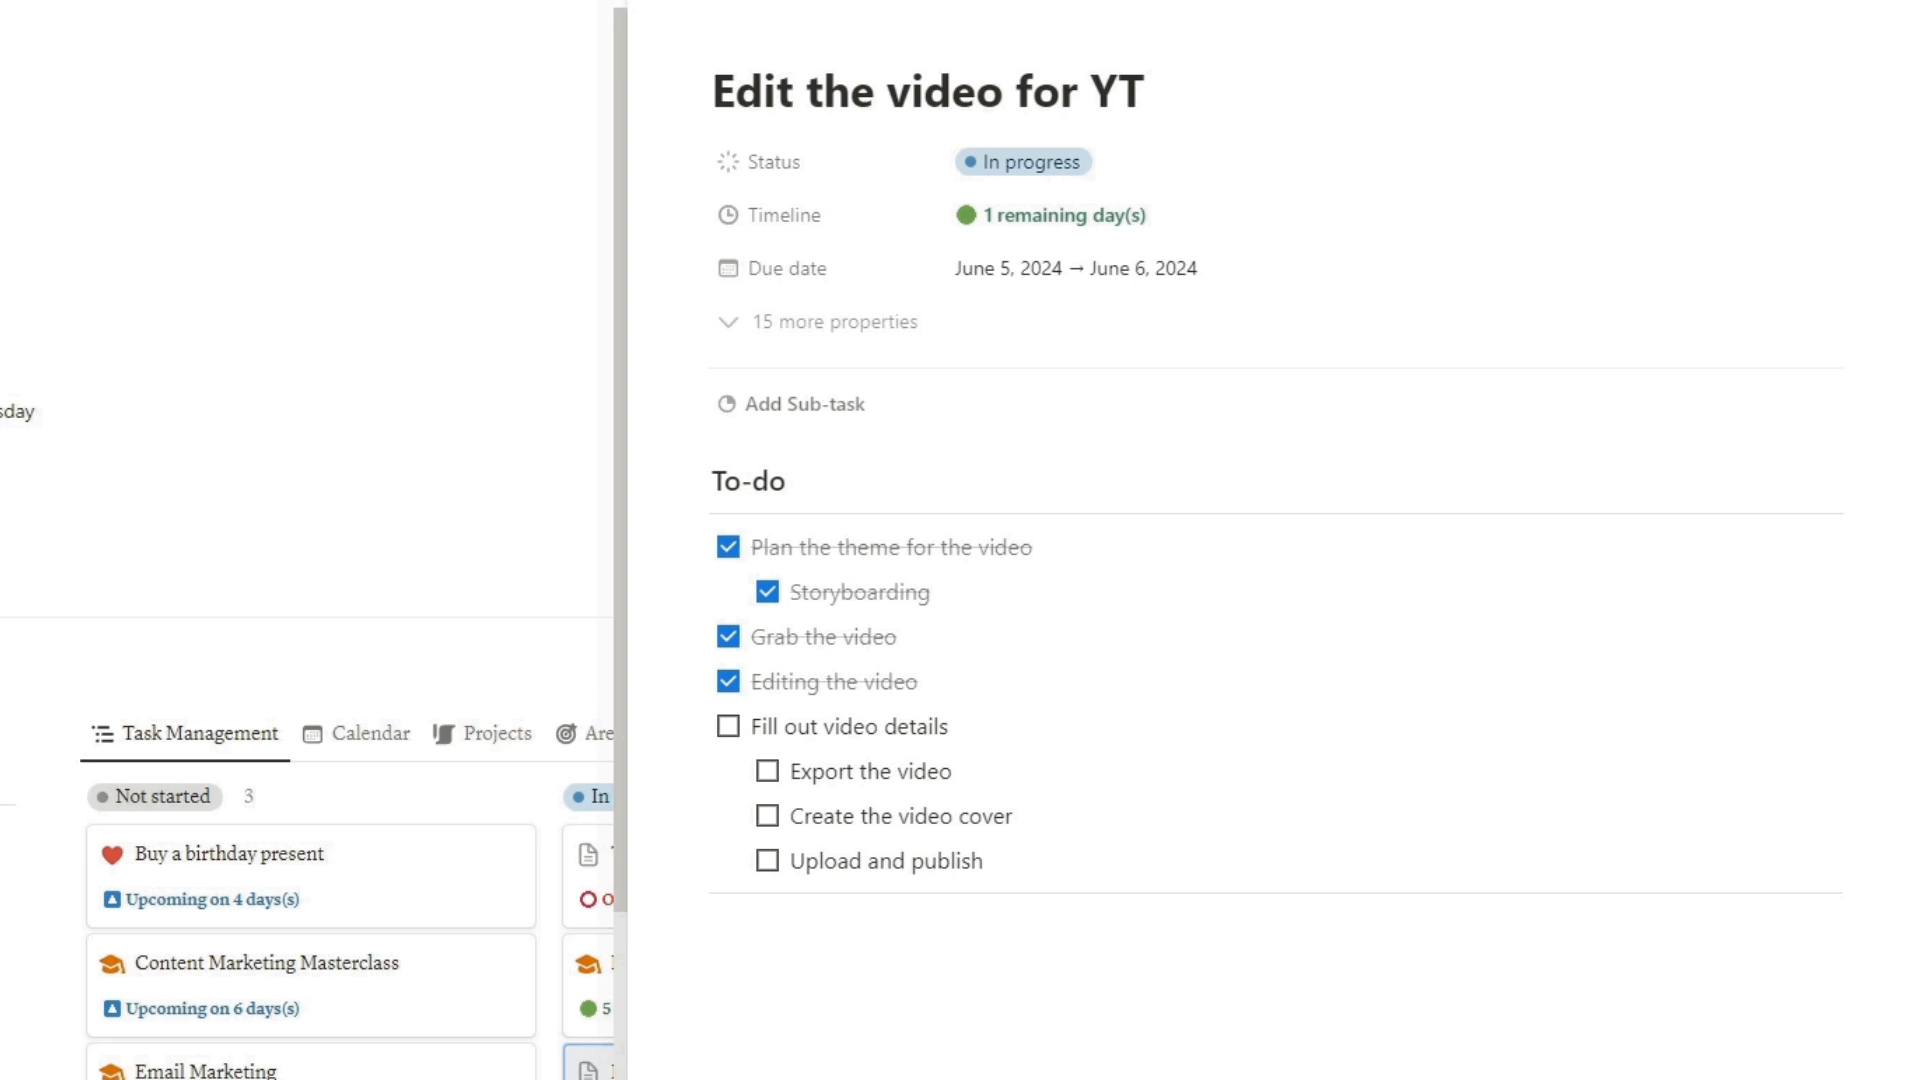 sday
Task Management Calendar Projects Are
Not started 3 In
Buy a birthday present
Upcoming on 4 days(s)
Content Marketing Masterclass
Upcoming on 6 days(s)
5
Email Marketing
Edit the video for YT
Status In progress
Timeline 1 remaining day(s)
Due date June 5, 2024 → June 6, 2024
15 more properties
Add Sub-task
To-do
Plan the theme for the video
Storyboarding
Grab the video
Editing the video
Fill out video details
Export the video
Create the video cover
Upload and publish